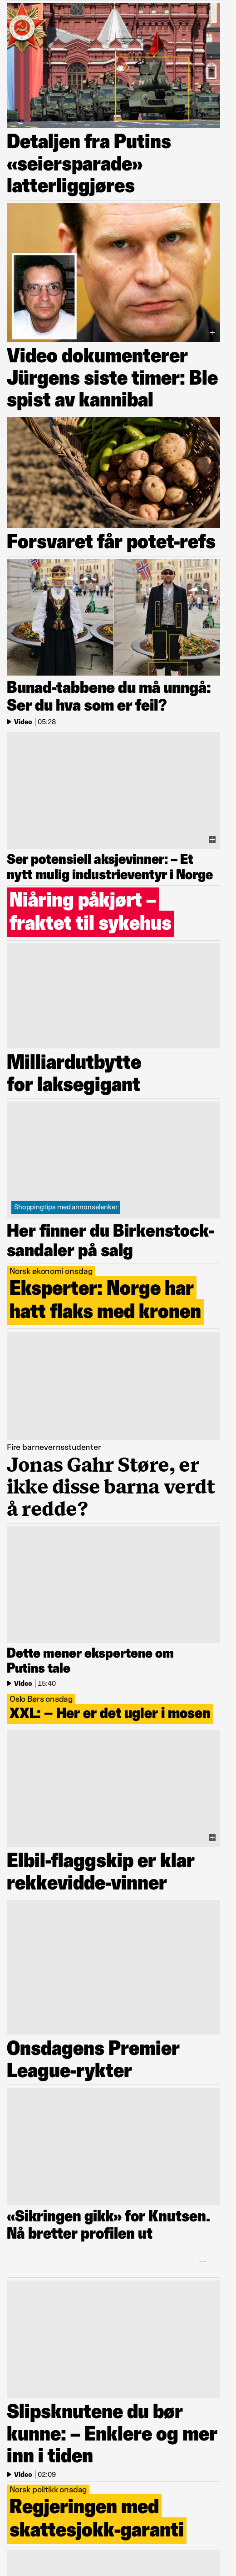 Detaljen fra Putins
«seiersparade»
latterliggjøres
Video dokumenterer
Jürgens siste timer: Ble
spist av kannibal
Forsvaret får potet-refs
Bunad-tabbene du må unngå:
Ser du hva som er feil?
Video | 05:28
Ser potensiell aksjevinner: – Et
nytt mulig industrieventyr i Norge
Niåring påkjørt –
fraktet til sykehus
Milliardutbytte
for laksegigant
Shoppingtips med annonselenker
Her finner du Birkenstock-
sandaler på salg
Norsk økonomi onsdag
Eksperter: Norge har
hatt flaks med kronen
Fire barnevernsstudenter
Jonas Gahr Støre, er
ikke disse barna verdt
å redde?
Dette mener ekspertene om
Putins tale
Video | 15:40
Oslo Børs onsdag
XXL: – Her er det ugler i mosen
Elbil-flaggskip er klar
rekkevidde-vinner
Onsdagens Premier
League-rykter
«Sikringen gikk» for Knutsen.
Nå bretter profilen ut
Slipsknutene du bør
kunne: – Enklere og mer
inn i tiden
Video | 02:09
Norsk politikk onsdag
Regjeringen med
skattesjokk-garanti